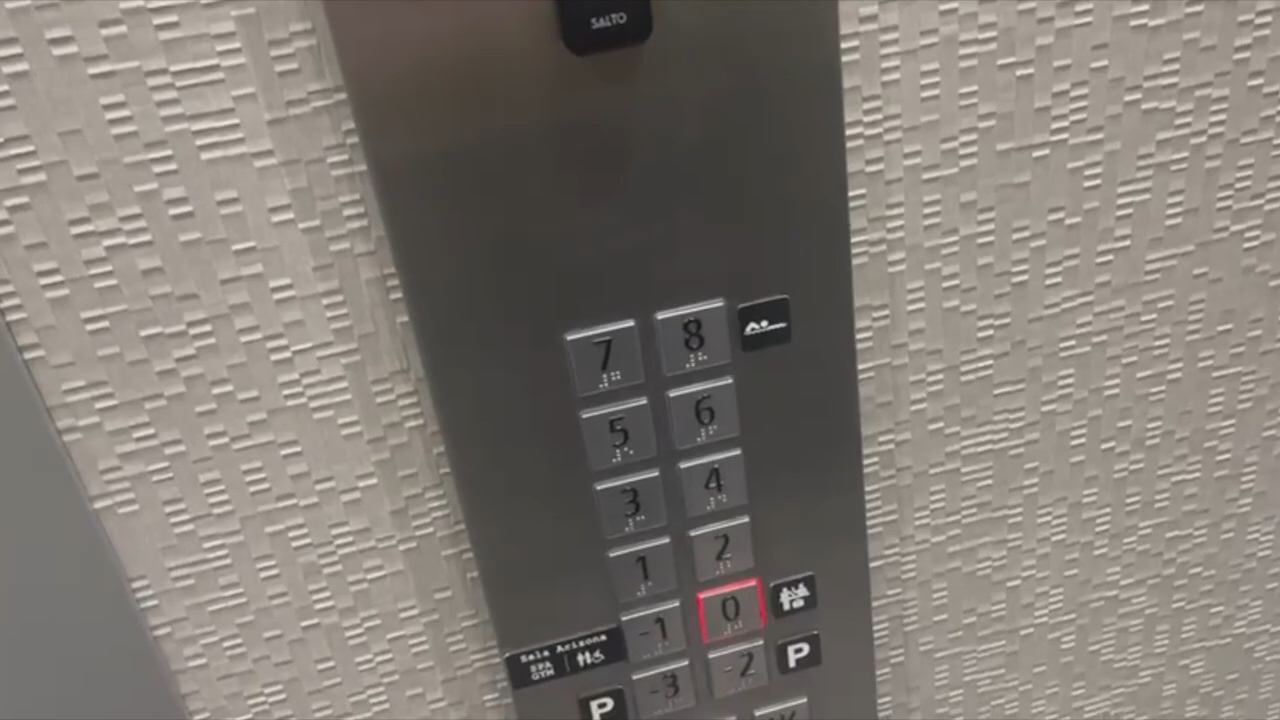 SALTO
7 8
5 6
3 4
1 2
-1 0
Sala Arizona
SPA
GYM
-3 -2 P
P